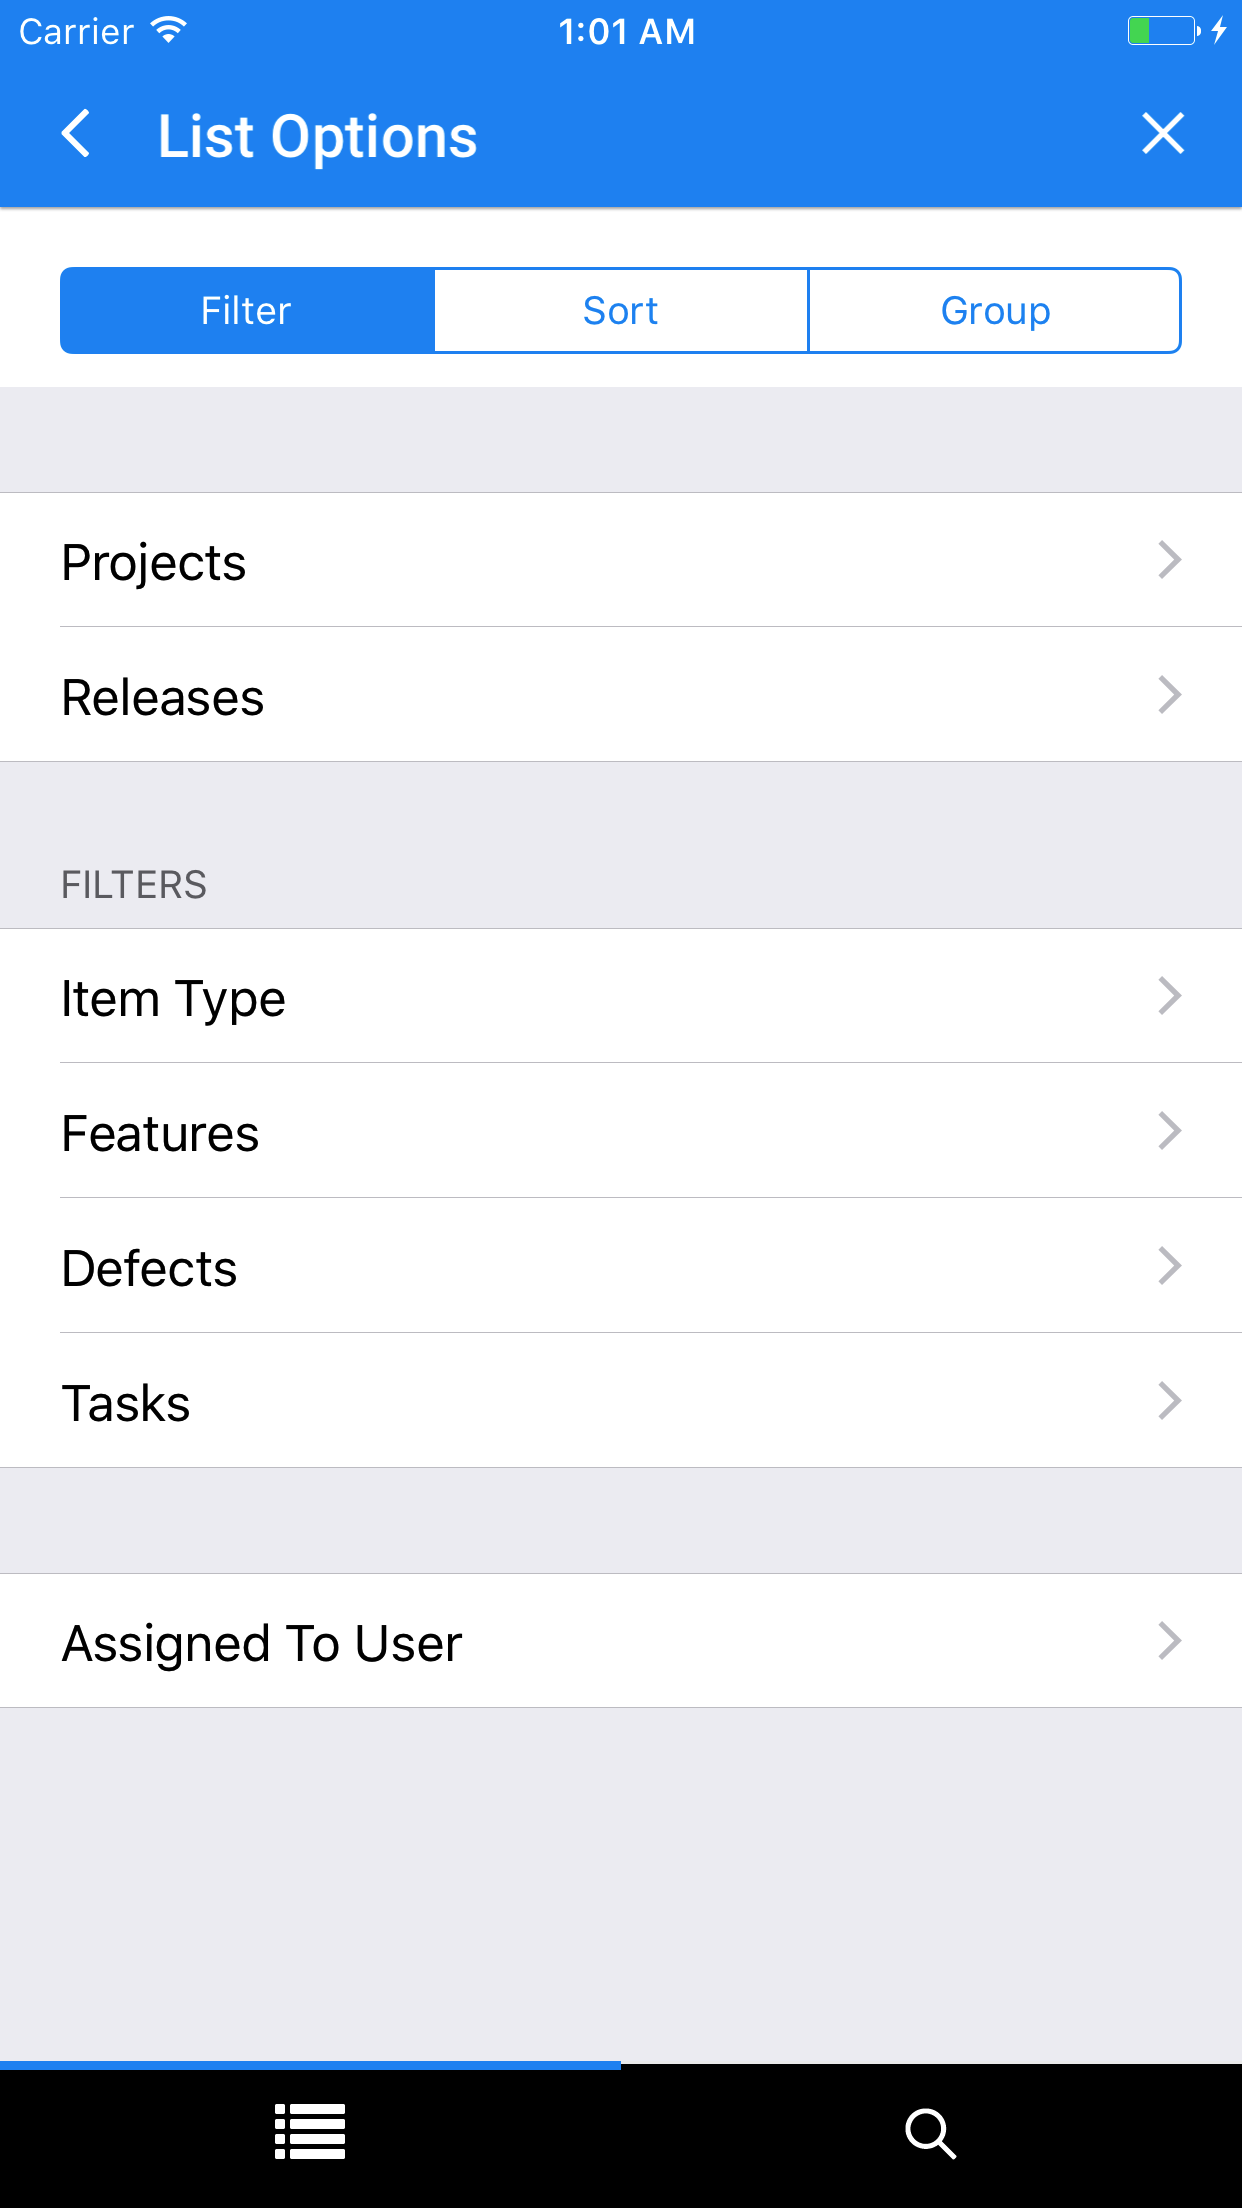 Carrier 1:01 AM
List Options
Filter Sort Group
Projects
Releases
FILTERS
Item Type
Features
Defects
Tasks
Assigned To User